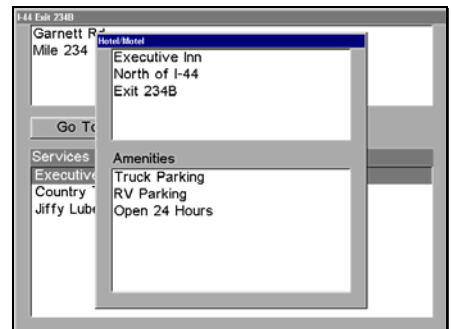 I-44 Exit 234B
Garnett
Mile 234
Hotel/Motel
Executive Inn
North of I-44
Exit 234B
Go To
Services
Executive
Country
Jiffy Lube
Amenities
Truck Parking
RV Parking
Open 24 Hours